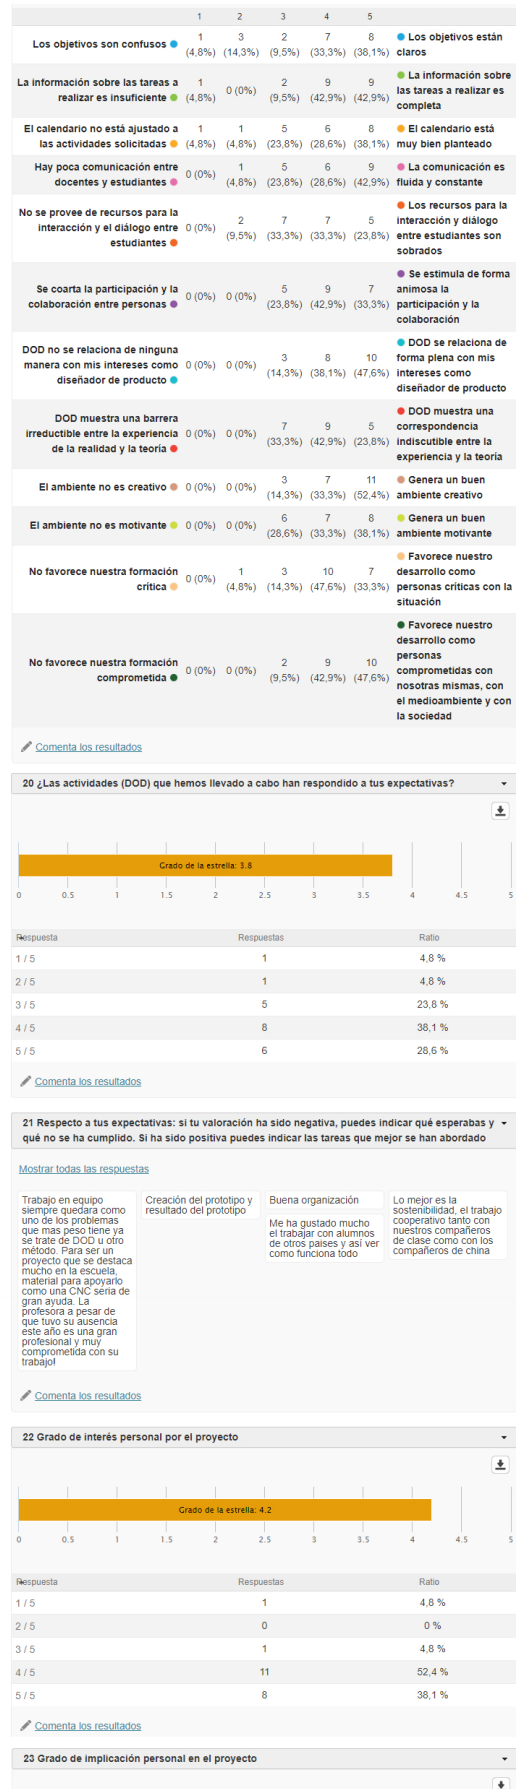 1 2 3 4 5
Los objetivos son confusos 1 (4,8%) 3 (14,3%) 2 (9,5%) 7 (33,3%) 8 (38,1%) Los objetivos están claros
La información sobre las tareas a realizar es insuficiente 1 (4,8%) 0 (0%) 2 (9,5%) 9 (42,9%) 9 (42,9%) La información sobre las tareas a realizar es completa
El calendario no está ajustado a las actividades solicitadas 1 (4,8%) 1 (4,8%) 5 (23,8%) 6 (28,6%) 8 (38,1%) El calendario está muy bien planteado
Hay poca comunicación entre docentes y estudiantes 0 (0%) 1 (4,8%) 5 (23,8%) 6 (28,6%) 9 (42,9%) La comunicación es fluida y constante
No se provee de recursos para la interacción y el diálogo entre estudiantes 0 (0%) 2 (9,5%) 7 (33,3%) 7 (33,3%) 5 (23,8%) Los recursos para la interacción y diálogo entre estudiantes son sobrados
Se coarta la participación y la colaboración entre personas 0 (0%) 0 (0%) 5 (23,8%) 9 (42,9%) 7 (33,3%) Se estimula de forma animosa la participación y la colaboración
DOD no se relaciona de ninguna manera con mis intereses como diseñador de producto 0 (0%) 0 (0%) 3 (14,3%) 8 (38,1%) 10 (47,6%) DOD se relaciona de forma plena con mis intereses como diseñador de producto
DOD muestra una barrera irreductible entre la experiencia de la realidad y la teoría 0 (0%) 0 (0%) 7 (33,3%) 9 (42,9%) 5 (23,8%) DOD muestra una correspondencia indiscutible entre la experiencia y la teoría
El ambiente no es creativo 0 (0%) 0 (0%) 3 (14,3%) 7 (33,3%) 11 (52,4%) Genera un buen ambiente creativo
El ambiente no es motivante 0 (0%) 0 (0%) 6 (28,6%) 7 (33,3%) 8 (38,1%) Genera un buen ambiente motivante
No favorece nuestra formación crítica 0 (0%) 1 (4,8%) 3 (14,3%) 10 (47,6%) 7 (33,3%) Favorece nuestro desarrollo como personas críticas con la situación
No favorece nuestra formación comprometida 0 (0%) 0 (0%) 2 (9,5%) 9 (42,9%) 10 (47,6%) Favorece nuestro desarrollo como personas comprometidas con nosotras mismas, con el medioambiente y con la sociedad
Comenta los resultados
20 ¿Las actividades (DOD) que hemos llevado a cabo han respondido a tus expectativas?
Grado de la estrella: 3.8
0 0.5 1 1.5 2 2.5 3 3.5 4 4.5 5
Respuesta Respuestas Ratio
1 / 5 1 4,8 %
2 / 5 1 4,8 %
3 / 5 5 23,8 %
4 / 5 8 38,1 %
5 / 5 6 28,6 %
Comenta los resultados
21 Respecto a tus expectativas: si tu valoración ha sido negativa, puedes indicar qué esperabas y
qué no se ha cumplido. Si ha sido positiva puedes indicar las tareas que mejor se han abordado
Mostrar todas las respuestas
Trabajo en equipo
siempre quedara como
uno de los problemas
que mas peso tiene ya
se trate de DOD u otro
método. Para ser un
proyecto que se destaca
mucho en la escuela,
material para apoyarlo
como una CNC seria de
gran ayuda. La
profesora a pesar de
que tuvo su ausencia
este año es una gran
profesional y muy
comprometida con su
trabajo!
Creación del prototipo y
resultado del prototipo
Buena organización
Me ha gustado mucho
el trabajar con alumnos
de otros paises y así ver
como funciona todo
Lo mejor es la
sostenibilidad, el trabajo
cooperativo tanto con
nuestros compañeros
de clase como con los
compañeros de china
Comenta los resultados
22 Grado de interés personal por el proyecto
Grado de la estrella: 4.2
0 0.5 1 1.5 2 2.5 3 3.5 4 4.5 5
Respuesta Respuestas Ratio
1 / 5 1 4,8 %
2 / 5 0 0 %
3 / 5 1 4,8 %
4 / 5 11 52,4 %
5 / 5 8 38,1 %
Comenta los resultados
23 Grado de implicación personal en el proyecto